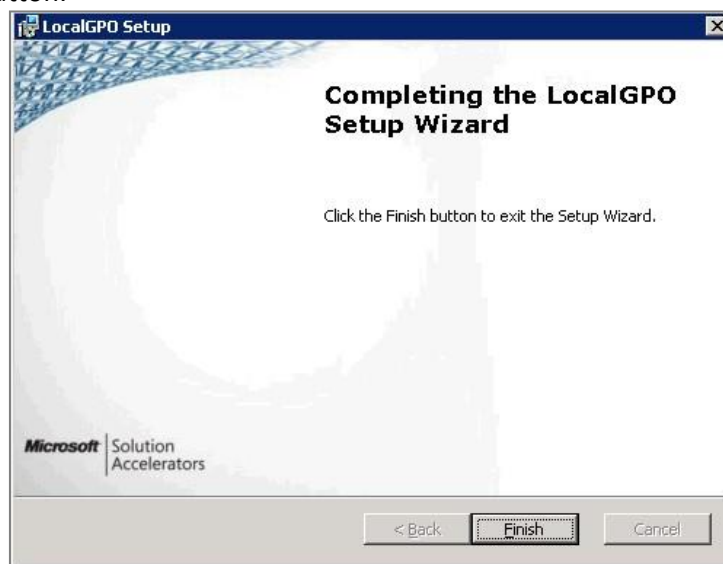 LocalGPO Setup
Completing the LocalGPO
Setup Wizard
Click the Finish button to exit the Setup Wizard.
Microsoft Solution
Accelerators
< Back Finish Cancel